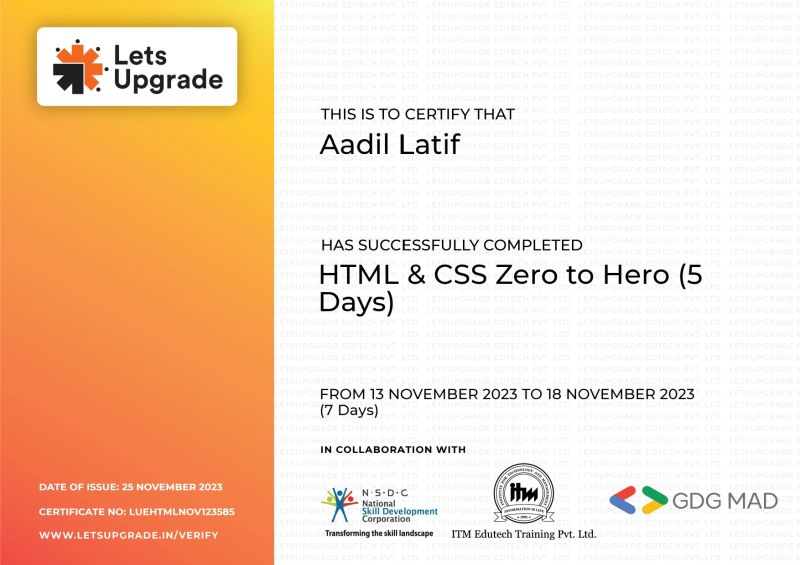 Lets
Upgrade
THIS IS TO CERTIFY THAT
Aadil Latif
HAS SUCCESSFULLY COMPLETED
HTML & CSS Zero to Hero (5
Days)
FROM 13 NOVEMBER 2023 TO 18 NOVEMBER 2023
(7 Days)
IN COLLABORATION WITH
N·S·D·C
National
Skill Development
Corporation
Transforming the skill landscape
itm
ITM Edutech Training Pvt. Ltd.
GDG MAD
DATE OF ISSUE: 25 NOVEMBER 2023
CERTIFICATE NO: LUEHTMLNOV123585
WWW.LETSUPGRADE.IN/VERIFY